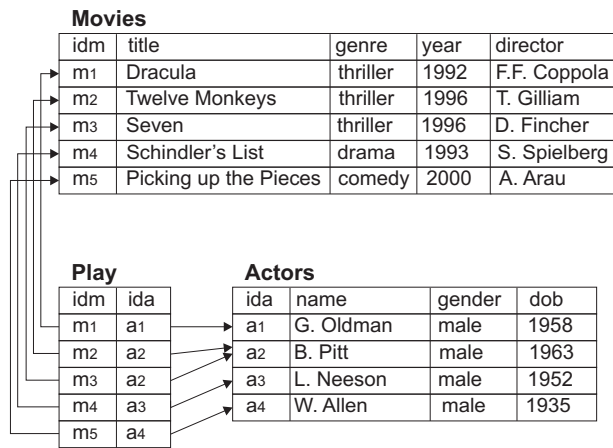 Movies
idm title genre year director
m1 Dracula thriller 1992 F.F. Coppola
m2 Twelve Monkeys thriller 1996 T. Gilliam
m3 Seven thriller 1996 D. Fincher
m4 Schindler's List drama 1993 S. Spielberg
m5 Picking up the Pieces comedy 2000 A. Arau
Play Actors
idm ida ida name gender dob
m1 a1 a1 G. Oldman male 1958
m2 a2 a2 B. Pitt male 1963
m3 a2 a3 L. Neeson male 1952
m4 a3 a4 W. Allen male 1935
m5 a4